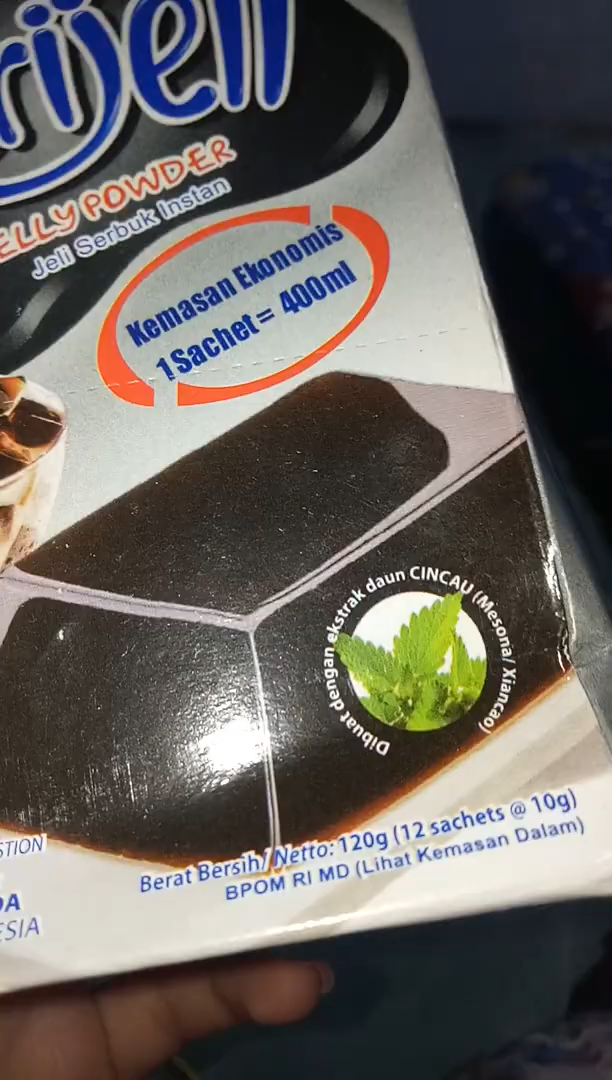 rijell
ELLY POWDER
Jeli Serbuk Instan
Kemasan Ekonomis
1 Sachet = 400ml
Dibuat dengan ekstrak daun CINCAU (Mesona/ Xiancao)
STION
DA
ESIA
Berat Bersih/ Netto: 120g (12 sachets @ 10g)
BPOM RI MD (Lihat Kemasan Dalam)